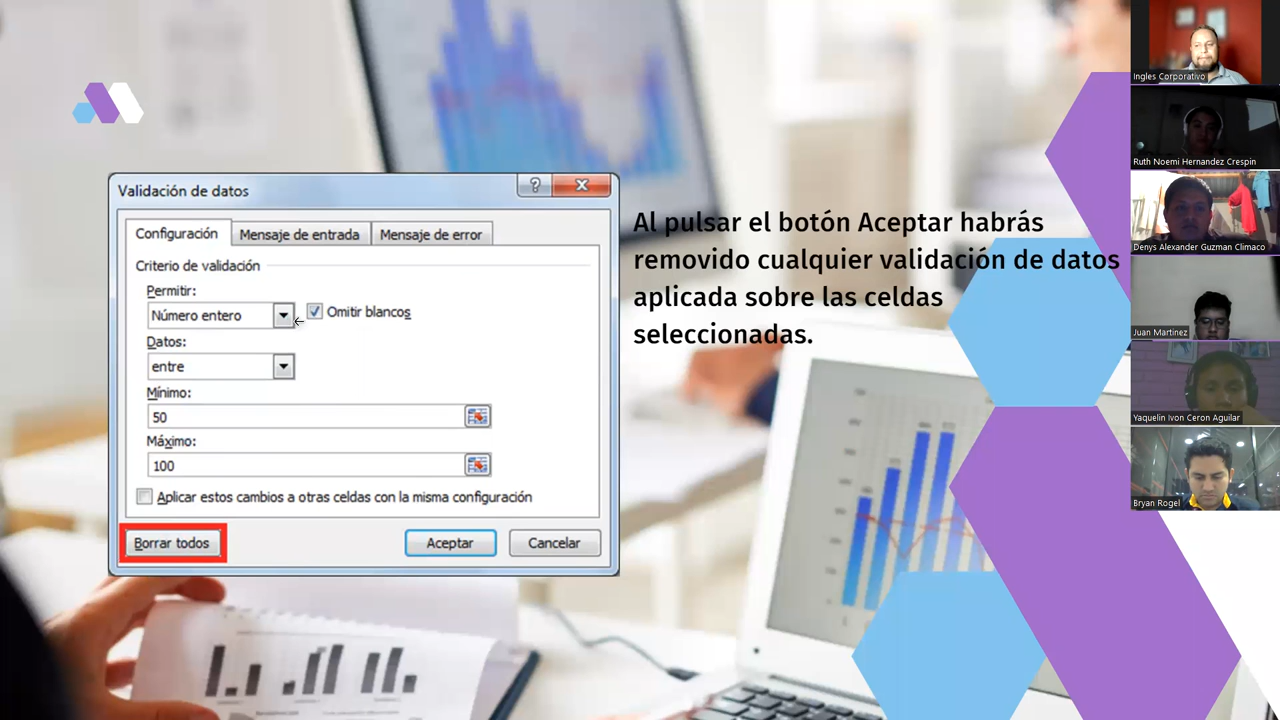 Validación de datos
Configuración
Mensaje de entrada
Mensaje de error
Criterio de validación
Permitir:
Número entero
Omitir blancos
Datos:
entre
Mínimo:
50
Máximo:
100
Aplicar estos cambios a otras celdas con la misma configuración
Borrar todos
Aceptar
Cancelar
Al pulsar el botón Aceptar habrás
removido cualquier validación de datos
aplicada sobre las celdas
seleccionadas.
Ingles Corporativo
Ruth Noemi Hernandez Crespin
Denys Alexander Guzman Climaco
Juan Martinez
Yaquelin Ivon Ceron Aguilar
Bryan Rogel